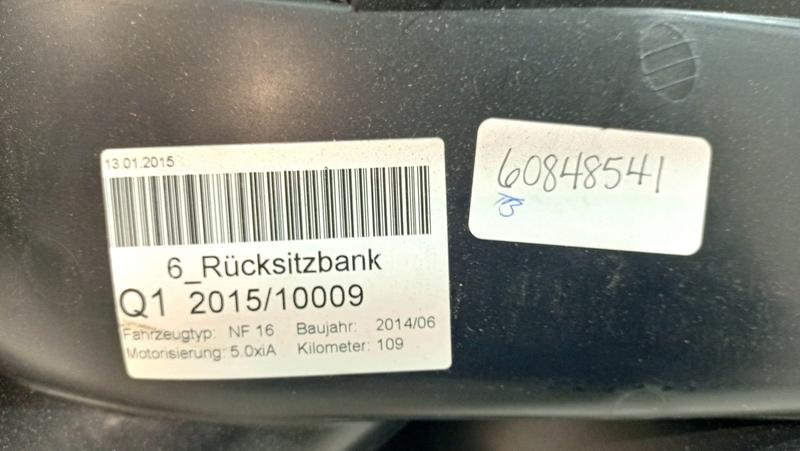 13.01.2015
6_Rücksitzbank
Q1 2015/10009
Fahrzeugtyp: NF 16 Baujahr: 2014/06
Motorisierung: 5.0xiA Kilometer: 109
60848541